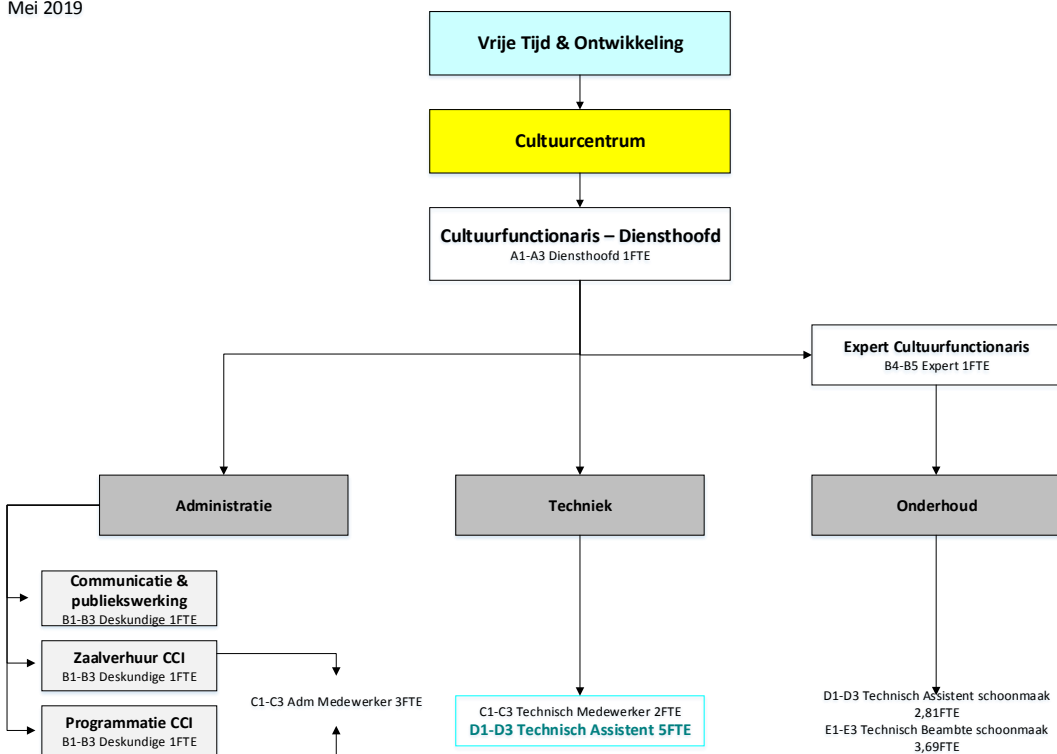 Mei 2019
Vrije Tijd & Ontwikkeling
Cultuurcentrum
Cultuurfunctionaris – Diensthoofd
A1-A3 Diensthoofd 1FTE
Expert Cultuurfunctionaris
B4-B5 Expert 1FTE
Administratie
Techniek
Onderhoud
Communicatie &
publiekswerking
B1-B3 Deskundige 1FTE
Zaalverhuur CCI
B1-B3 Deskundige 1FTE
Programmatie CCI
B1-B3 Deskundige 1FTE
C1-C3 Adm Medewerker 3FTE
C1-C3 Technisch Medewerker 2FTE
D1-D3 Technisch Assistent 5FTE
D1-D3 Technisch Assistent schoonmaak
2,81FTE
E1-E3 Technisch Beambte schoonmaak
3,69FTE